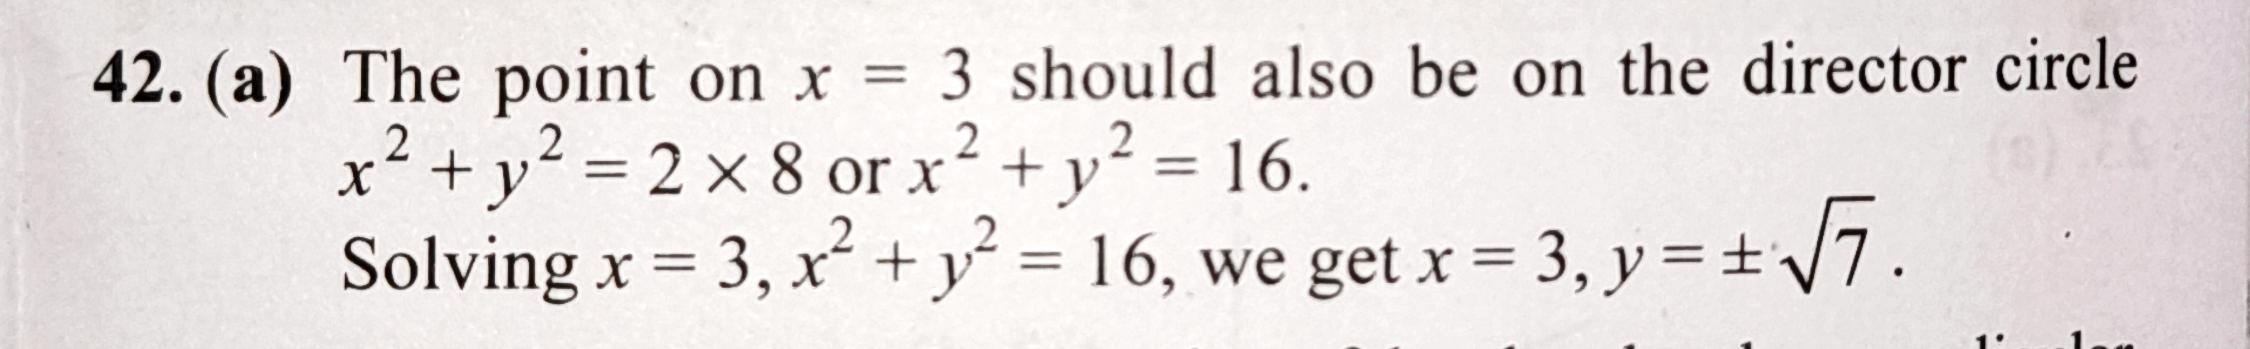 42. (a) The point on x = 3 should also be on the director circle
x² + y² = 2 × 8 or x² + y² = 16.
Solving x = 3, x² + y² = 16, we get x = 3, y = ±√7.